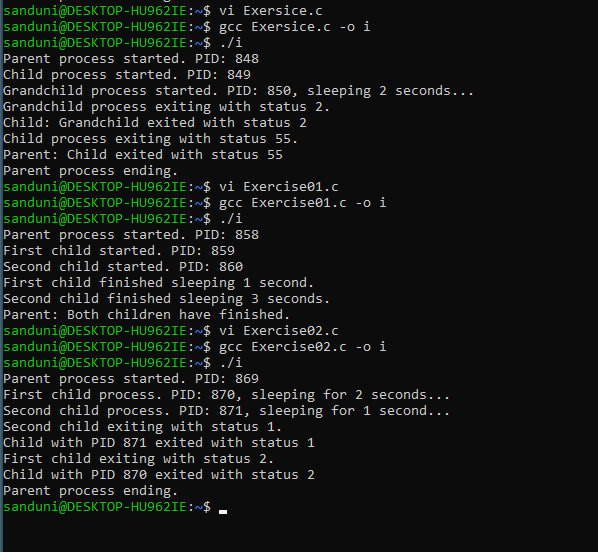 sanduni@DESKTOP-HU962IE:~$ vi Exersice.c
sanduni@DESKTOP-HU962IE:~$ gcc Exersice.c -o i
sanduni@DESKTOP-HU962IE:~$ ./i
Parent process started. PID: 848
Child process started. PID: 849
Grandchild process started. PID: 850, sleeping 2 seconds...
Grandchild process exiting with status 2.
Child: Grandchild exited with status 2
Child process exiting with status 55.
Parent: Child exited with status 55
Parent process ending.
sanduni@DESKTOP-HU962IE:~$ vi Exercise01.c
sanduni@DESKTOP-HU962IE:~$ gcc Exercise01.c -o i
sanduni@DESKTOP-HU962IE:~$ ./i
Parent process started. PID: 858
First child started. PID: 859
Second child started. PID: 860
First child finished sleeping 1 second.
Second child finished sleeping 3 seconds.
Parent: Both children have finished.
sanduni@DESKTOP-HU962IE:~$ vi Exercise02.c
sanduni@DESKTOP-HU962IE:~$ gcc Exercise02.c -o i
sanduni@DESKTOP-HU962IE:~$ ./i
Parent process started. PID: 869
First child process. PID: 870, sleeping for 2 seconds...
Second child process. PID: 871, sleeping for 1 second...
Second child exiting with status 1.
Child with PID 871 exited with status 1
First child exiting with status 2.
Child with PID 870 exited with status 2
Parent process ending.
sanduni@DESKTOP-HU962IE:~$